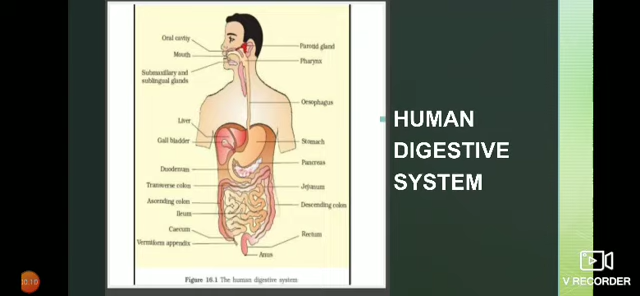 Oral cavity
Mouth
Submaxillary and
sublingual glands
Liver
Gall bladder
Duodenum
Transverse colon
Ascending colon
Ileum
Caecum
Vermiform appendix
Parotid gland
Pharynx
Oesophagus
Stomach
Pancreas
Jejunum
Descending colon
Rectum
Anus
Figure 16.1 The human digestive system
HUMAN
DIGESTIVE
SYSTEM
00:10
V RECORDER